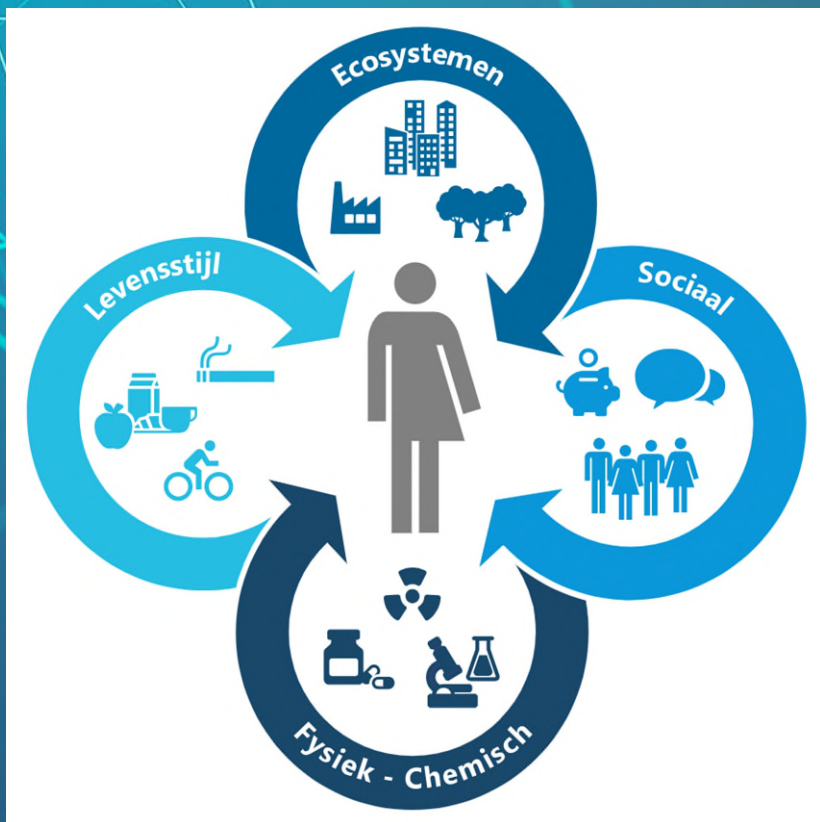 Ecosystemen
Levensstijl
Sociaal
Fysiek - Chemisch